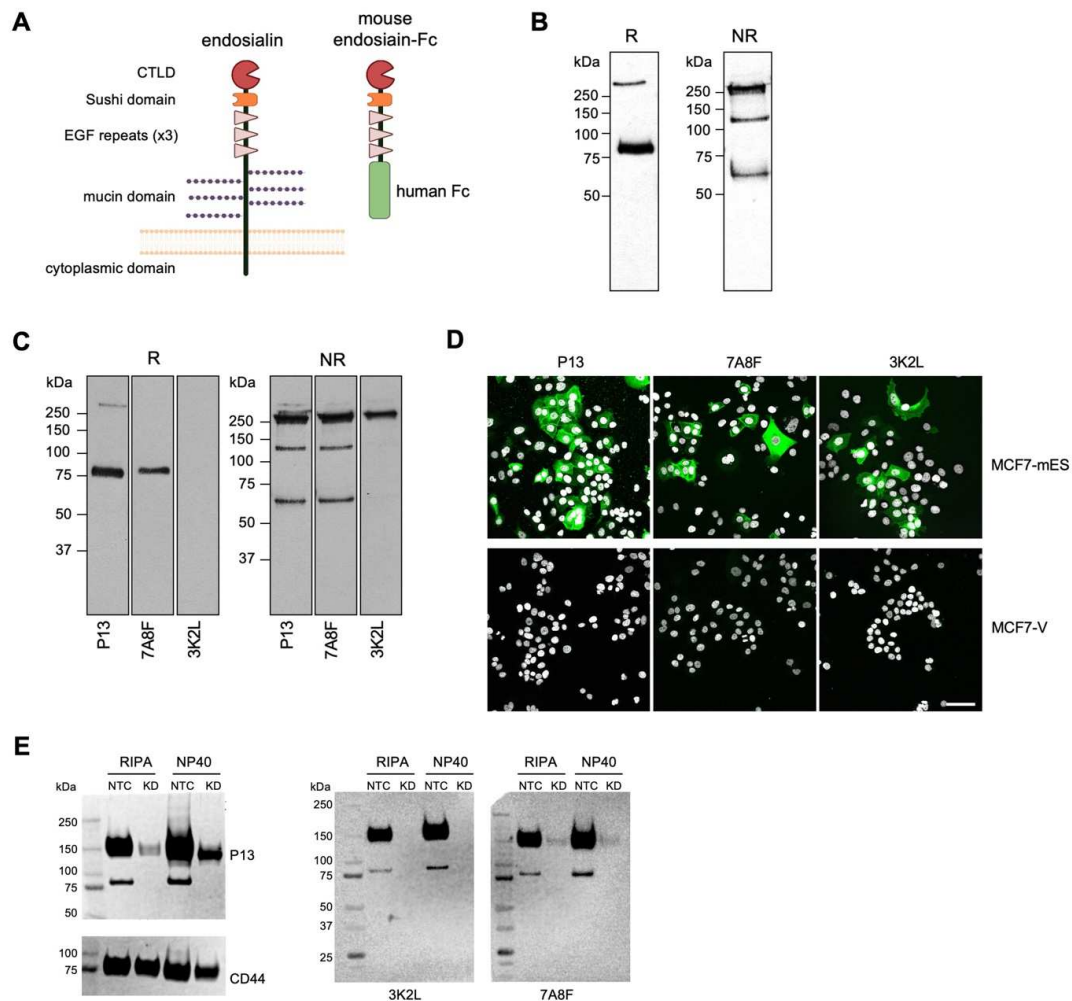 A
endosialin
mouse
endosiain-Fc
CTLD
Sushi domain
EGF repeats (x3)
mucin domain
human Fc
cytoplasmic domain
B
R
NR
kDa
250
150
100
75
50
kDa
250
150
100
75
50
C
R
NR
kDa
250
150
100
75
50
37
P13
7A8F
3K2L
kDa
250
150
100
75
50
37
P13
7A8F
3K2L
D
P13
7A8F
3K2L
MCF7-mES
MCF7-V
E
RIPA
NP40
kDa
NTC
KD
NTC
KD
250
150
100
75
50
P13
100
75
CD44
RIPA
NP40
kDa
NTC
KD
NTC
KD
250
150
100
75
50
37
25
3K2L
RIPA
NP40
NTC
KD
NTC
KD
7A8F